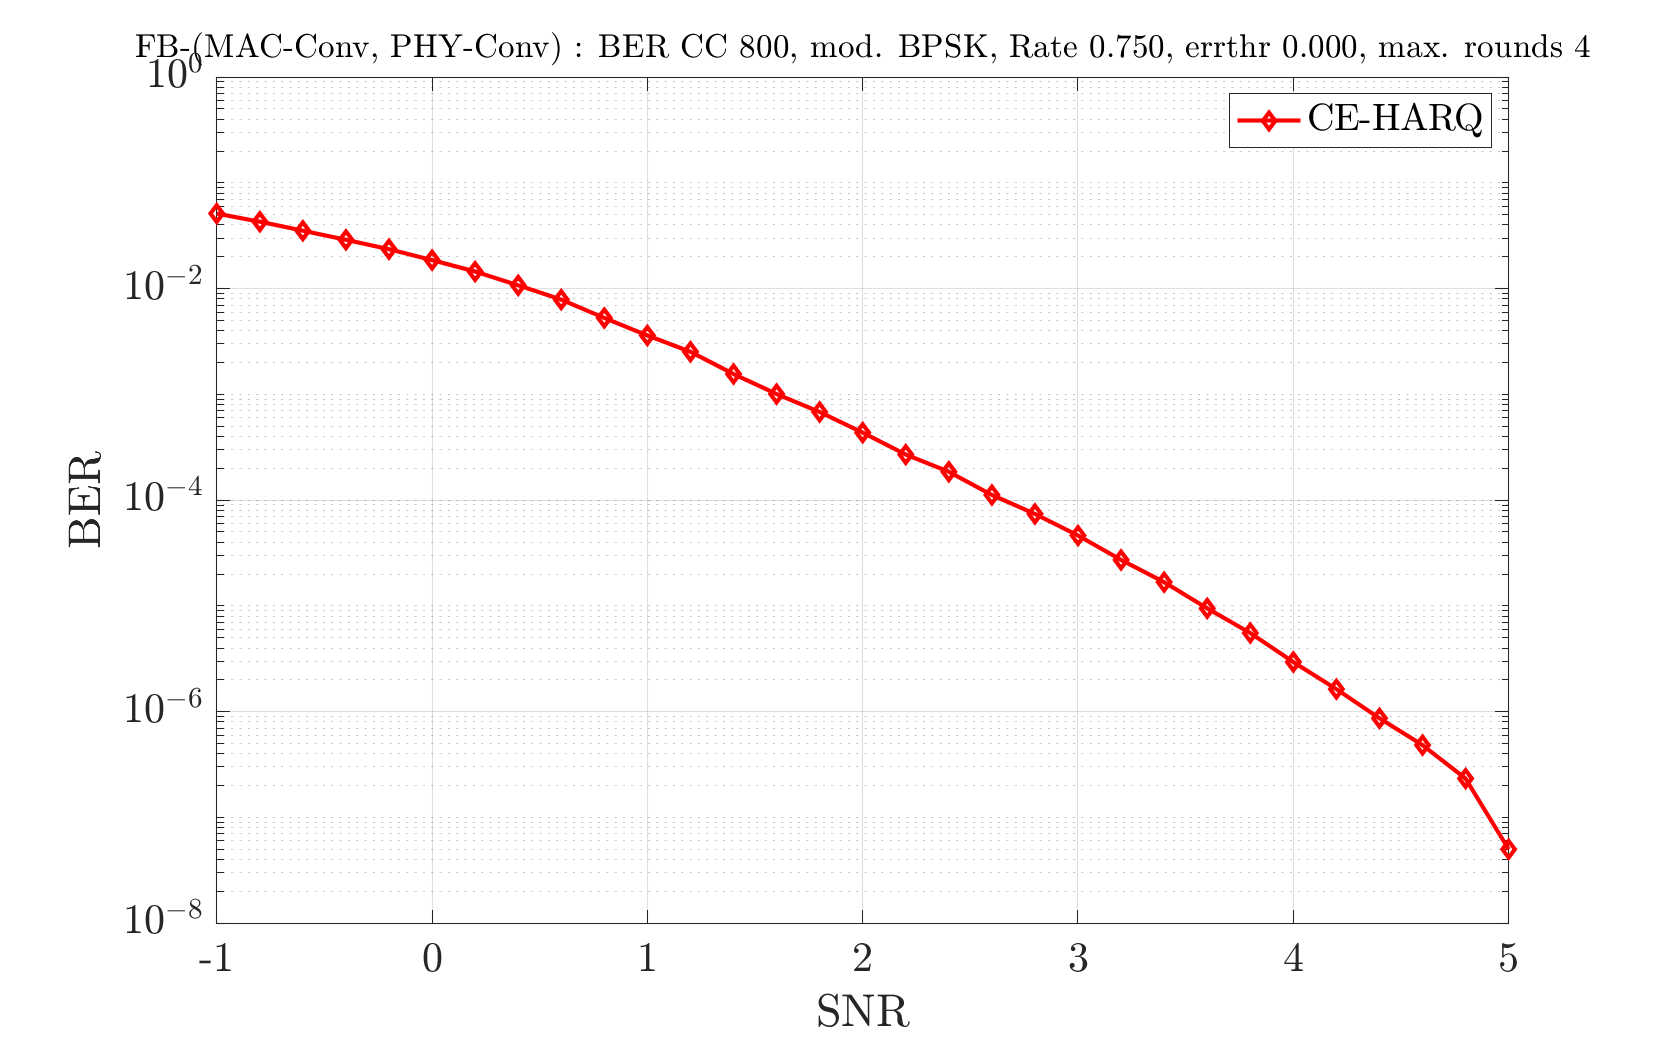 FB-(MAC-Conv, PHY-Conv) : BER CC 800, mod. BPSK, Rate 0.750, errthr 0.000, max. rounds 4
CE-HARQ
10^0
10^{-2}
10^{-4}
10^{-6}
10^{-8}
BER
-1 0 1 2 3 4 5
SNR